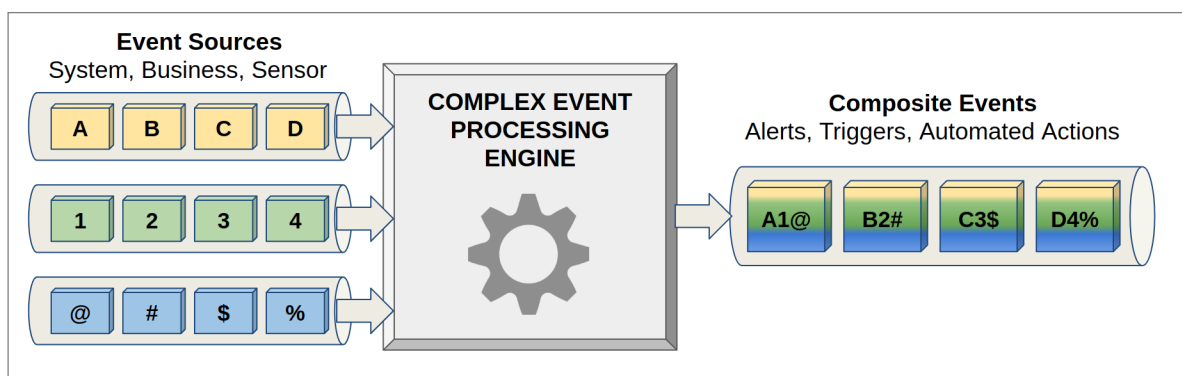 Event Sources
System, Business, Sensor
A B C D
1 2 3 4
@ # $ %
COMPLEX EVENT
PROCESSING
ENGINE
Composite Events
Alerts, Triggers, Automated Actions
A1@ B2# C3$ D4%